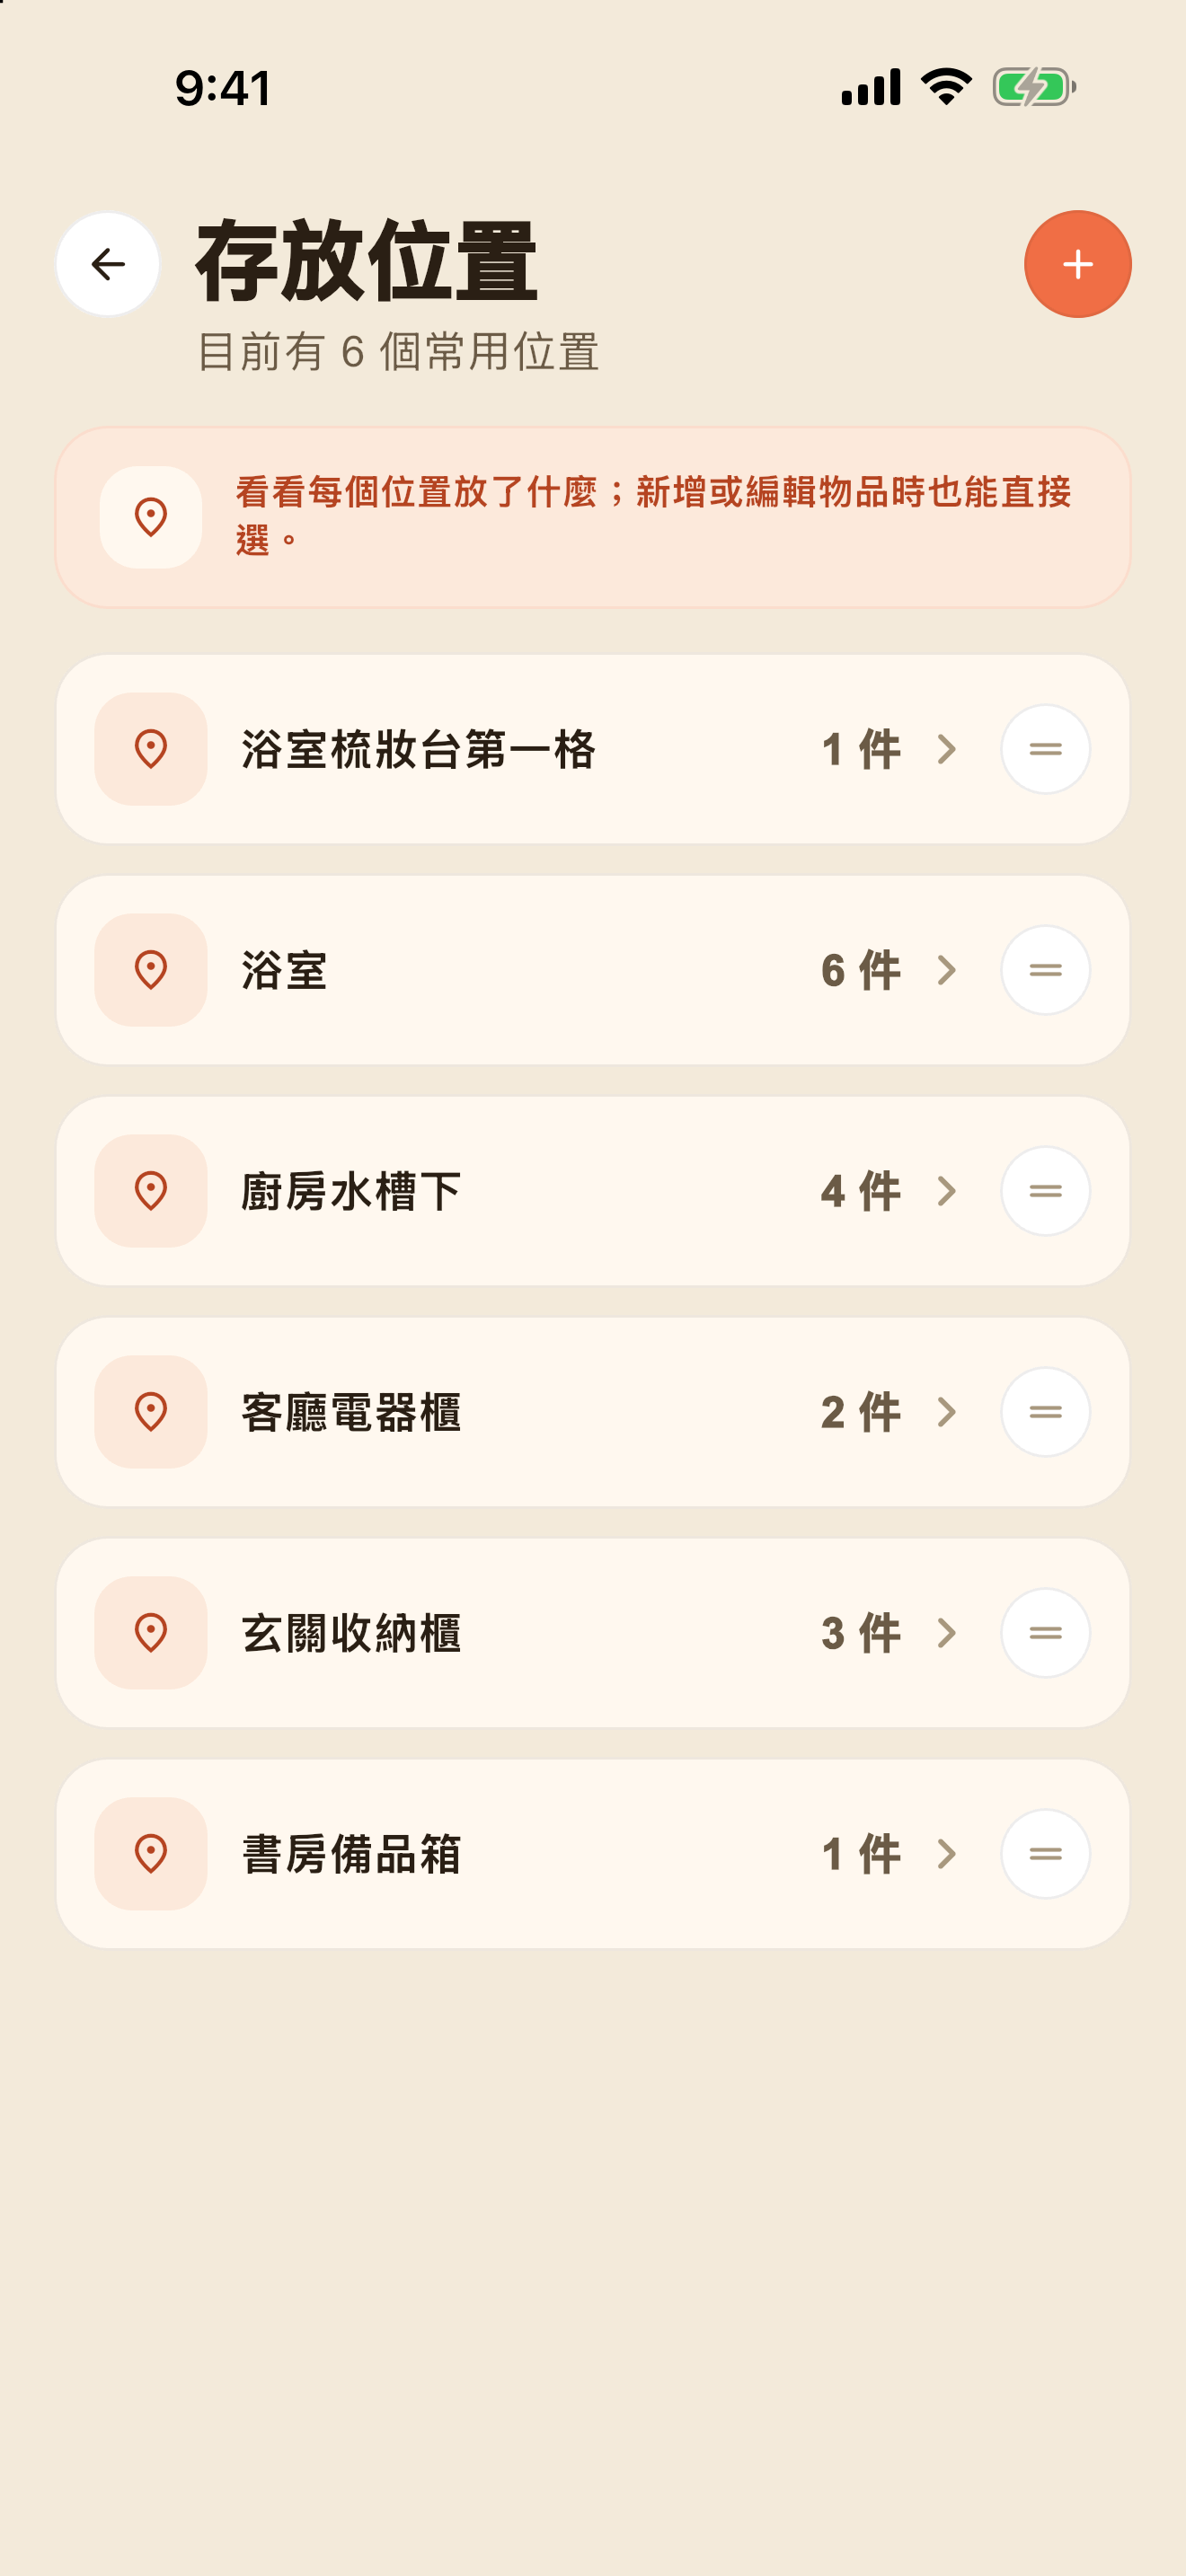 9:41
存放位置
目前有 6 個常用位置
看看每個位置放了什麼；新增或編輯物品時也能直接
選。
浴室梳妝台第一格 1 件
浴室 6 件
廚房水槽下 4 件
客廳電器櫃 2 件
玄關收納櫃 3 件
書房備品箱 1 件